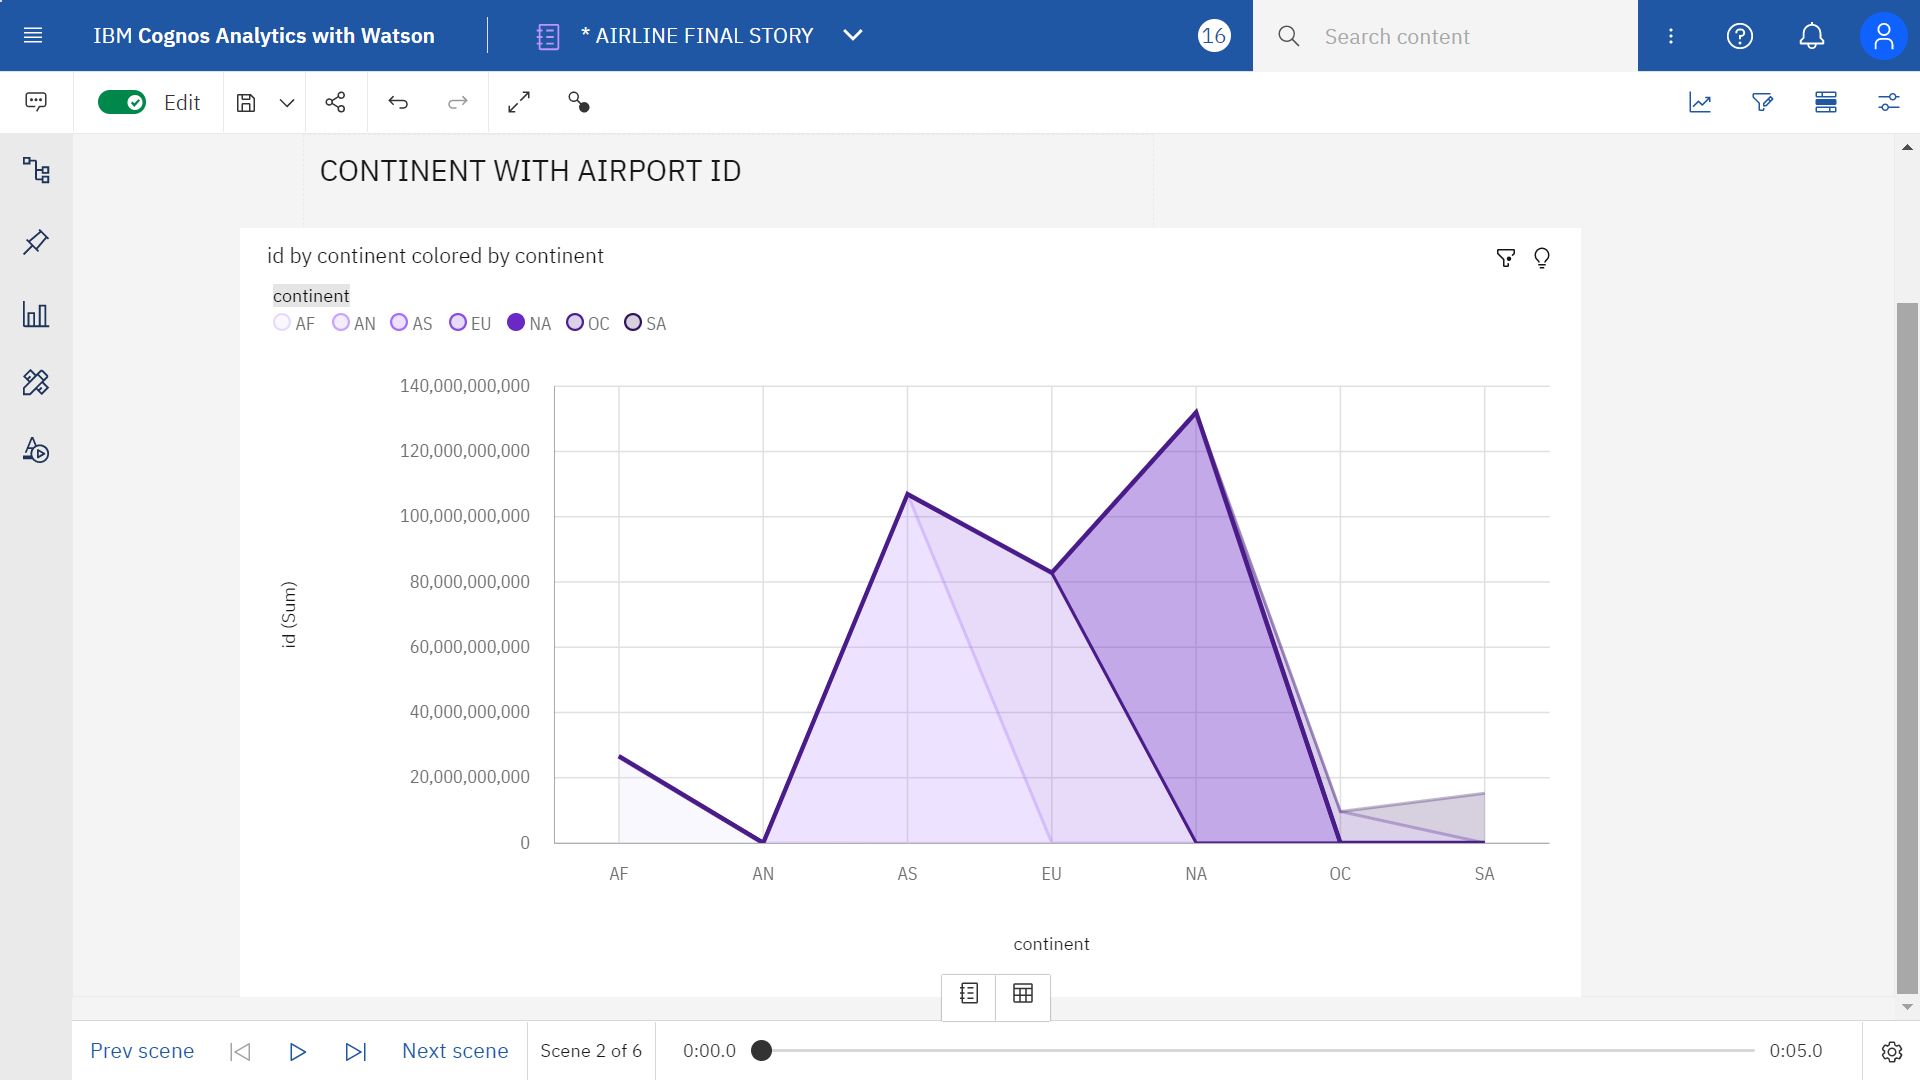 IBM Cognos Analytics with Watson
* AIRLINE FINAL STORY
16
Search content
Edit
CONTINENT WITH AIRPORT ID
id by continent colored by continent
continent
AF AN AS EU NA OC SA
140,000,000,000
120,000,000,000
100,000,000,000
80,000,000,000
60,000,000,000
40,000,000,000
20,000,000,000
0
id (Sum)
AF AN AS EU NA OC SA
continent
Prev scene Next scene Scene 2 of 6 0:00.0 0:05.0